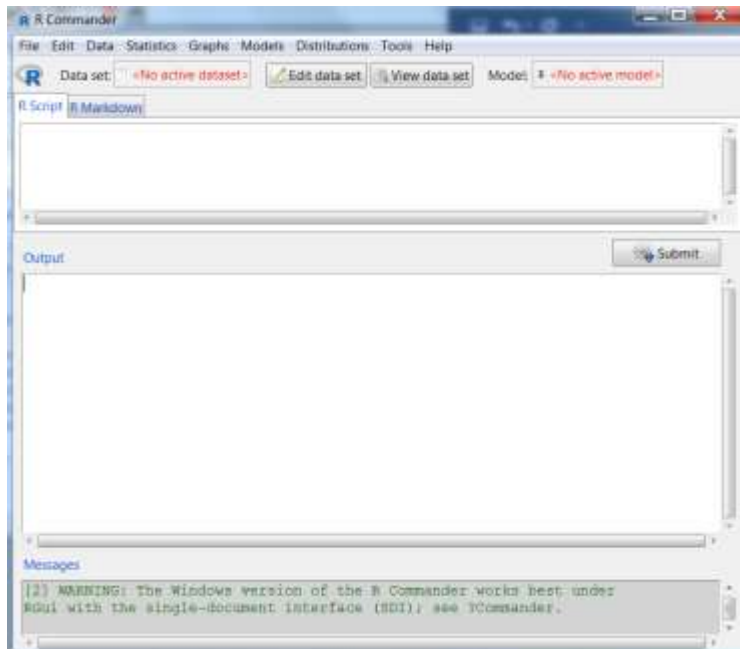 R Commander
File Edit Data Statistics Graphs Models Distributions Tools Help
R Data set: <No active dataset> Edit data set View data set Model: <No active model>
R Script R Markdown
Output
Submit
Messages
[2] WARNING: The Windows version of the R Commander works best under
RGui with the single-document interface (SDI); see ?Commander.